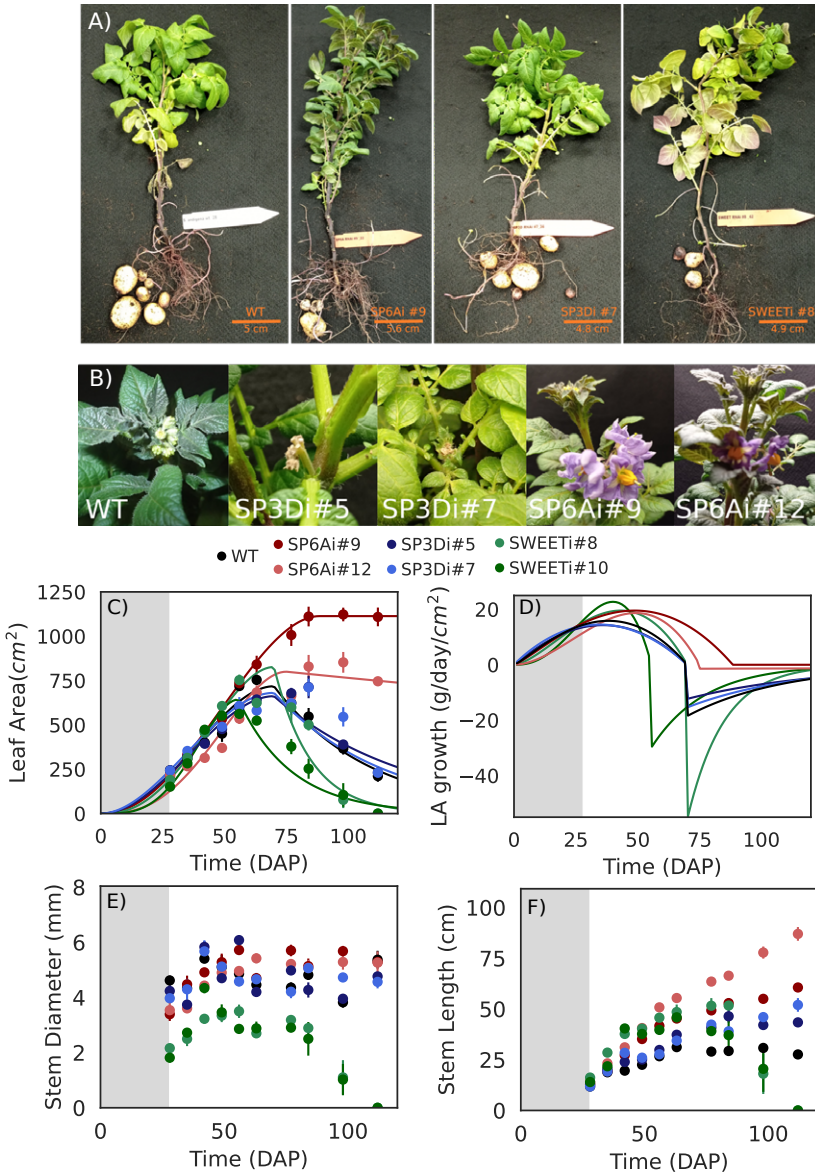 A)
WT
5 cm
SP6Ai #9
5.6 cm
SP3Di #7
4.8 cm
SWEETi #8
4.9 cm
B)
WT
SP3Di#5
SP3Di#7
SP6Ai#9
SP6Ai#12
WT
SP6Ai#9
SP3Di#5
SWEETi#8
SP6Ai#12
SP3Di#7
SWEETi#10
C)
Leaf Area(cm²)
1250
1000
750
500
250
0
0 25 50 75 100
Time (DAP)
D)
LA growth (g/day/cm²)
20
0
−20
−40
0 25 50 75 100
Time (DAP)
E)
Stem Diameter (mm)
8
6
4
2
0
0 50 100
Time (DAP)
F)
Stem Length (cm)
100
75
50
25
0
0 50 100
Time (DAP)